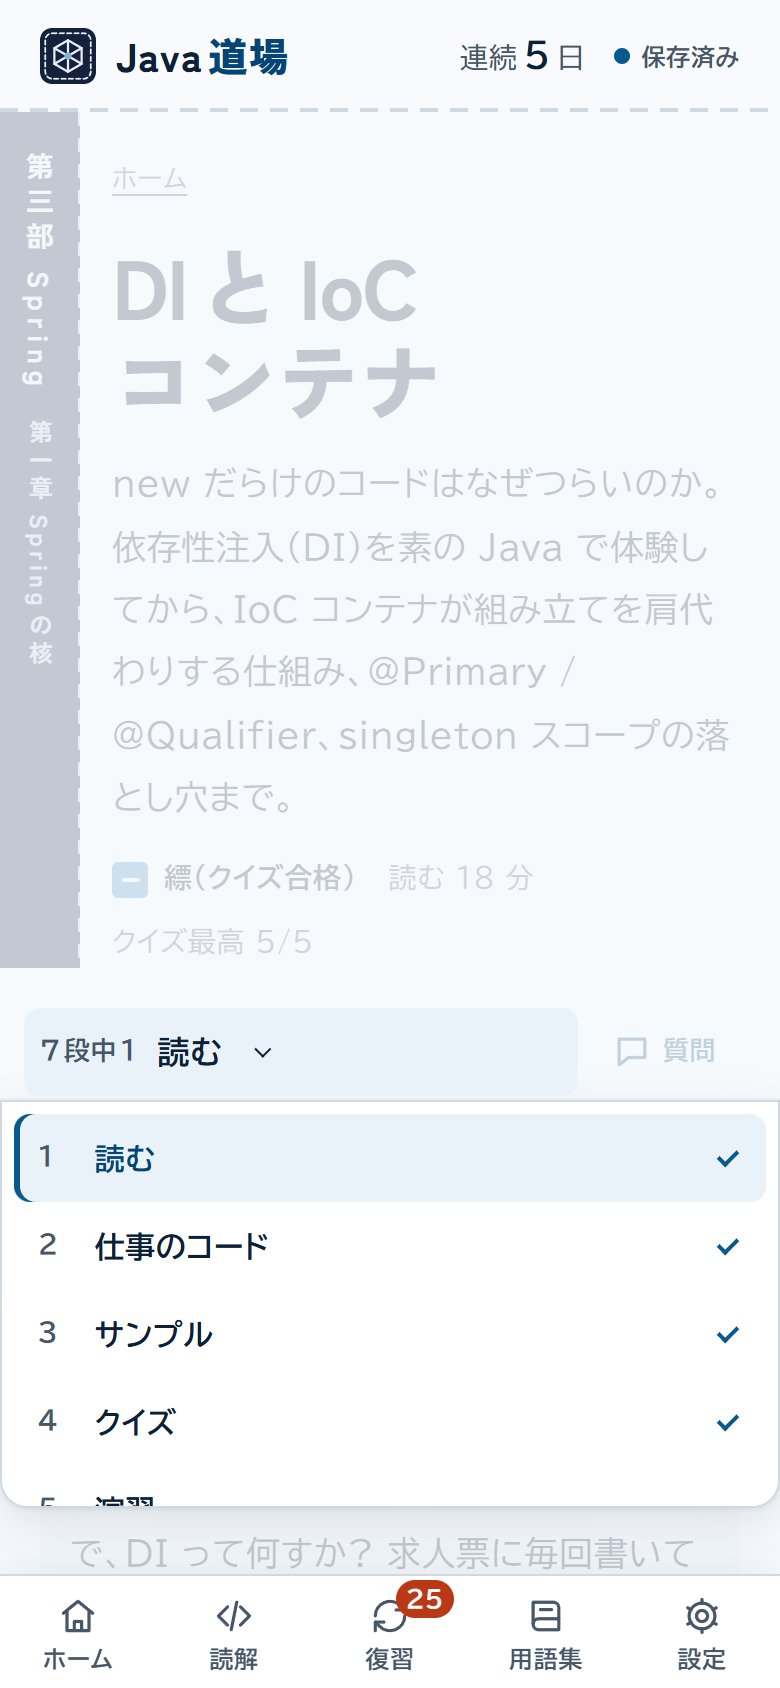 Java 道場
連続 5 日
保存済み
第三部 Spring 第一章 Spring の核
ホーム
DI と IoC
コンテナ
new だらけのコードはなぜつらいのか。
依存性注入(DI)を素の Java で体験し
てから、IoC コンテナが組み立てを肩代
わりする仕組み、@Primary /
@Qualifier、singleton スコープの落
とし穴まで。
縹(クイズ合格) 読む 18 分
クイズ最高 5/5
7段中1 読む
質問
1 読む
2 仕事のコード
3 サンプル
4 クイズ
5 演習
で、DI って何すか? 求人票に毎回書いて
25
ホーム
読解
復習
用語集
設定